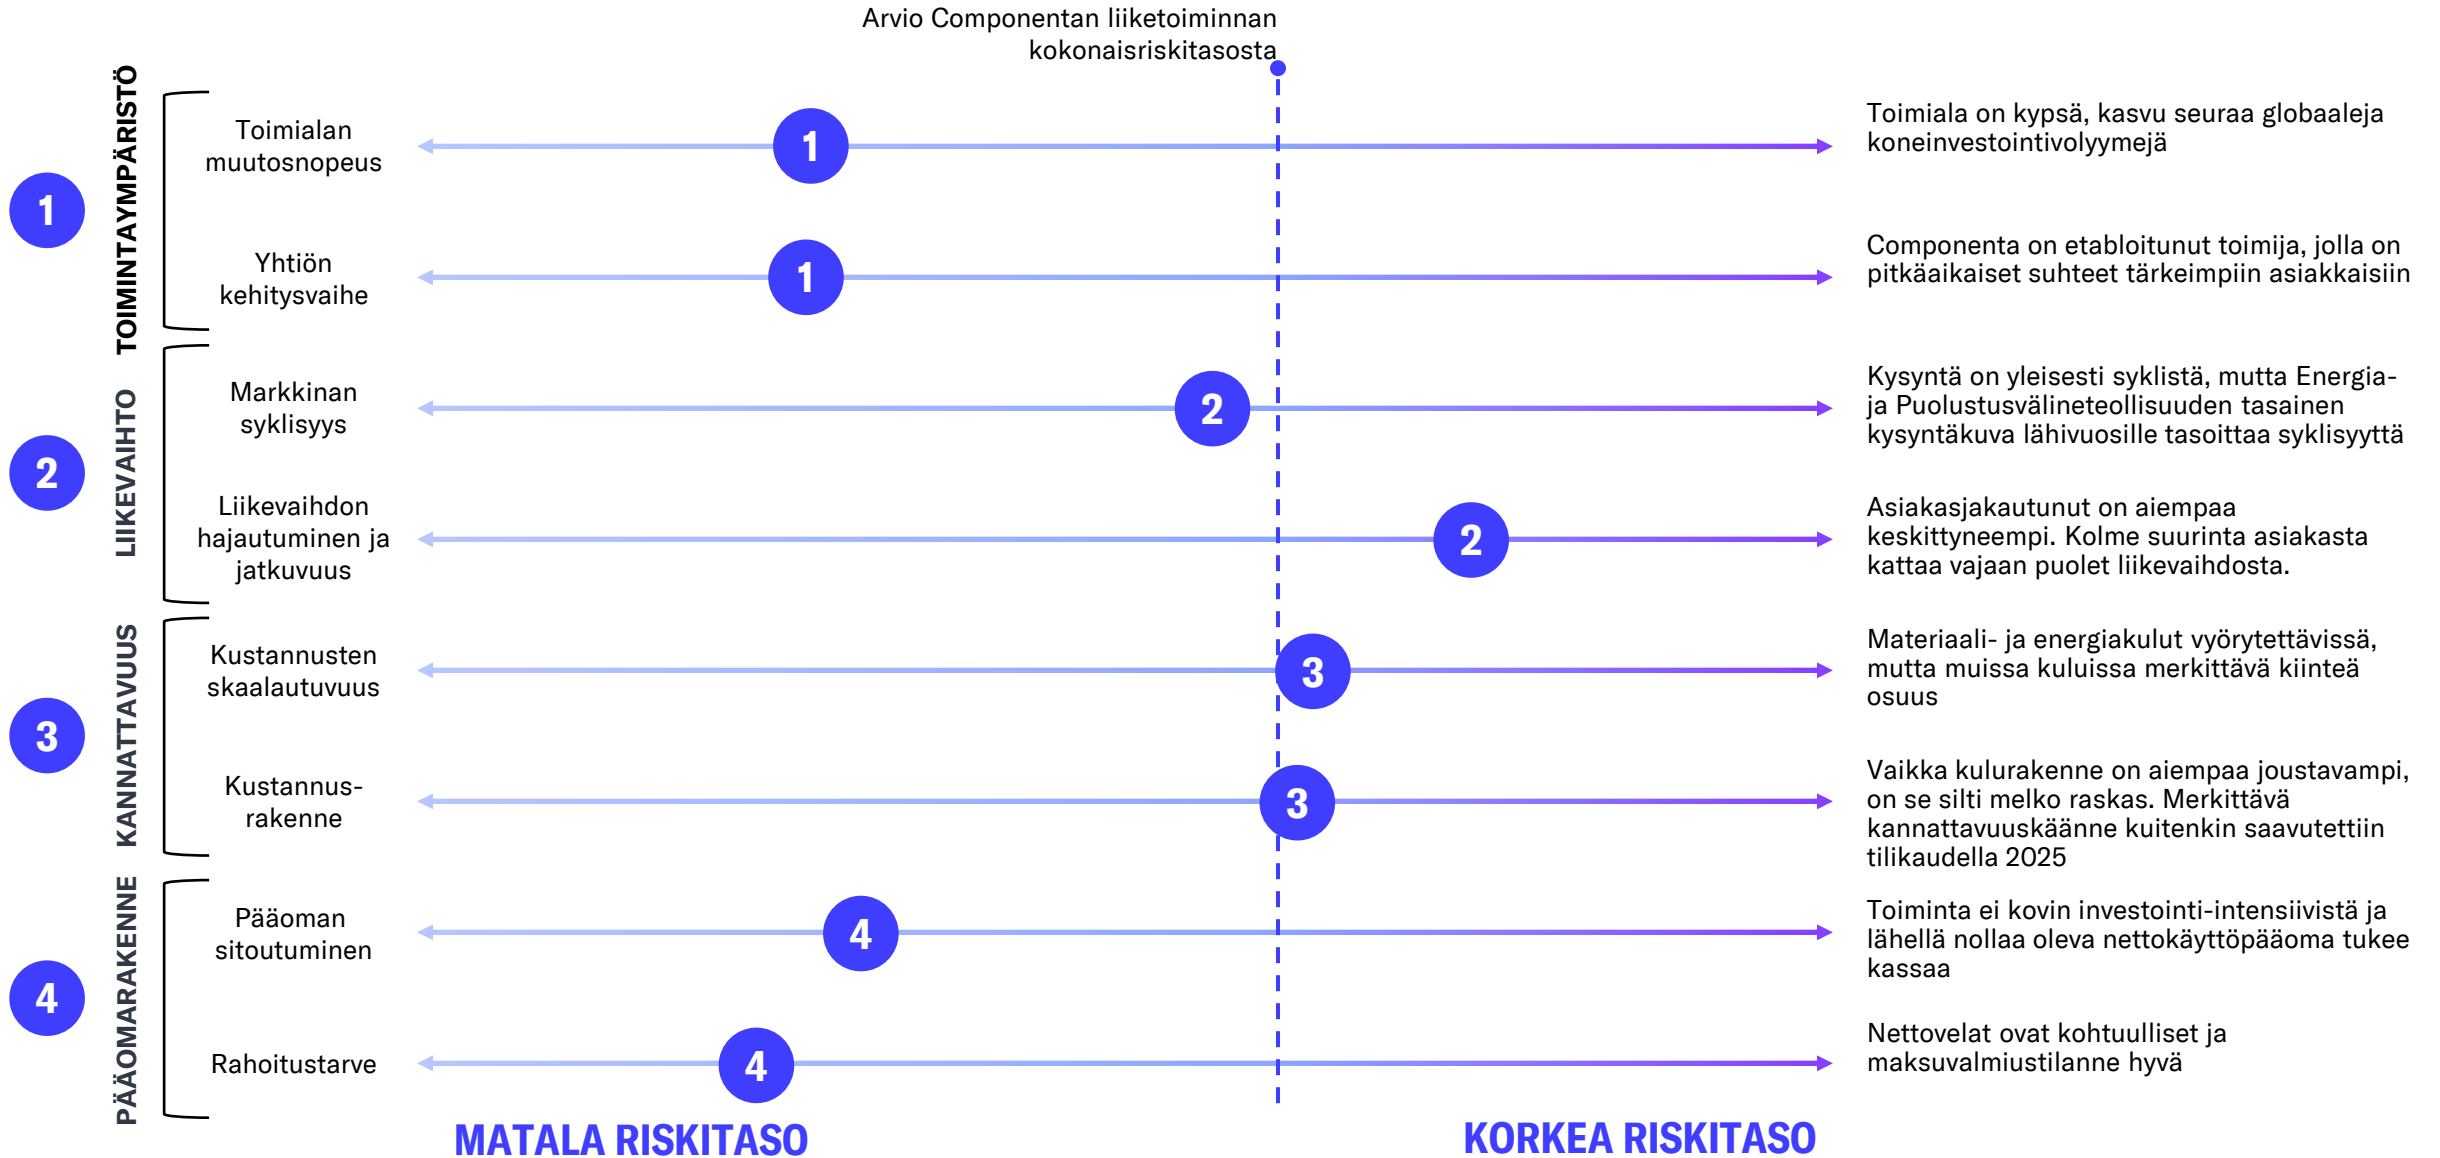 Arvio Componentan liiketoiminnan
kokonaisriskitasosta
1
TOIMINTAYMPÄRISTÖ
Toimialan
muutosnopeus
1
Toimiala on kypsä, kasvu seuraa globaaleja
koneinvestointivolyymejä
Yhtiön
kehitysvaihe
1
Componenta on etabloitunut toimija, jolla on
pitkäaikaiset suhteet tärkeimpiin asiakkaisiin
2
LIIKEVAIHTO
Markkinan
syklisyys
2
Kysyntä on yleisesti syklistä, mutta Energia-
ja Puolustusvälineteollisuuden tasainen
kysyntäkuva lähivuosille tasoittaa syklisyyttä
Liikevaihdon
hajautuminen ja
jatkuvuus
2
Asiakasjakautunut on aiempaa
keskittyneempi. Kolme suurinta asiakasta
kattaa vajaan puolet liikevaihdosta.
3
KANNATTAVUUS
Kustannusten
skaalautuvuus
3
Materiaali- ja energiakulut vyörytettävissä,
mutta muissa kuluissa merkittävä kiinteä
osuus
Kustannus-
rakenne
3
Vaikka kulurakenne on aiempaa joustavampi,
on se silti melko raskas. Merkittävä
kannattavuuskäänne kuitenkin saavutettiin
tilikaudella 2025
4
PÄÄOMARAKENNE
Pääoman
sitoutuminen
4
Toiminta ei kovin investointi-intensiivistä ja
lähellä nollaa oleva nettokäyttöpääoma tukee
kassaa
Rahoitustarve
4
Nettovelat ovat kohtuulliset ja
maksuvalmiustilanne hyvä
MATALA RISKITASO
KORKEA RISKITASO